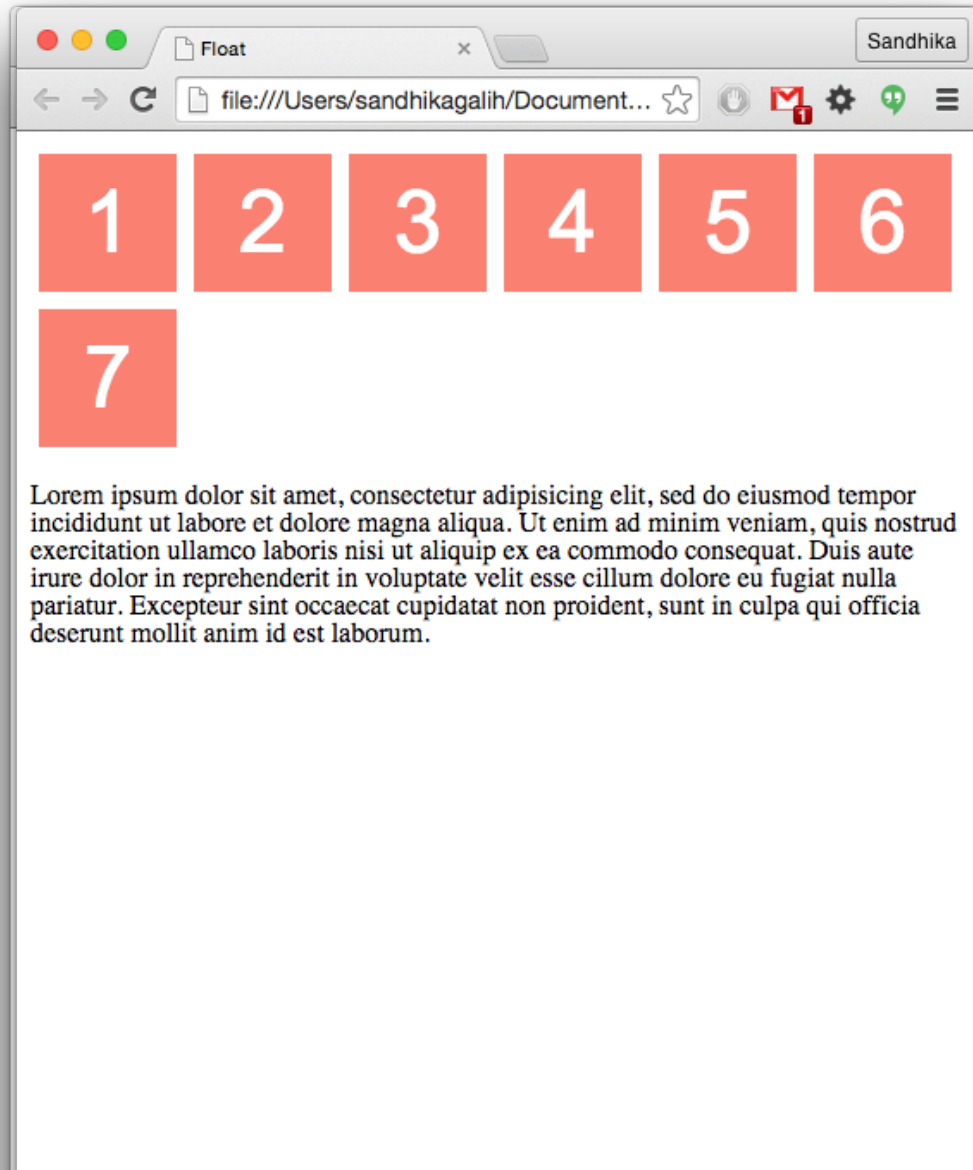 Float
Sandhika
file:///Users/sandhikagalih/Document...
1
1 2 3 4 5 6
7
Lorem ipsum dolor sit amet, consectetur adipisicing elit, sed do eiusmod tempor
incididunt ut labore et dolore magna aliqua. Ut enim ad minim veniam, quis nostrud
exercitation ullamco laboris nisi ut aliquip ex ea commodo consequat. Duis aute
irure dolor in reprehenderit in voluptate velit esse cillum dolore eu fugiat nulla
pariatur. Excepteur sint occaecat cupidatat non proident, sunt in culpa qui officia
deserunt mollit anim id est laborum.